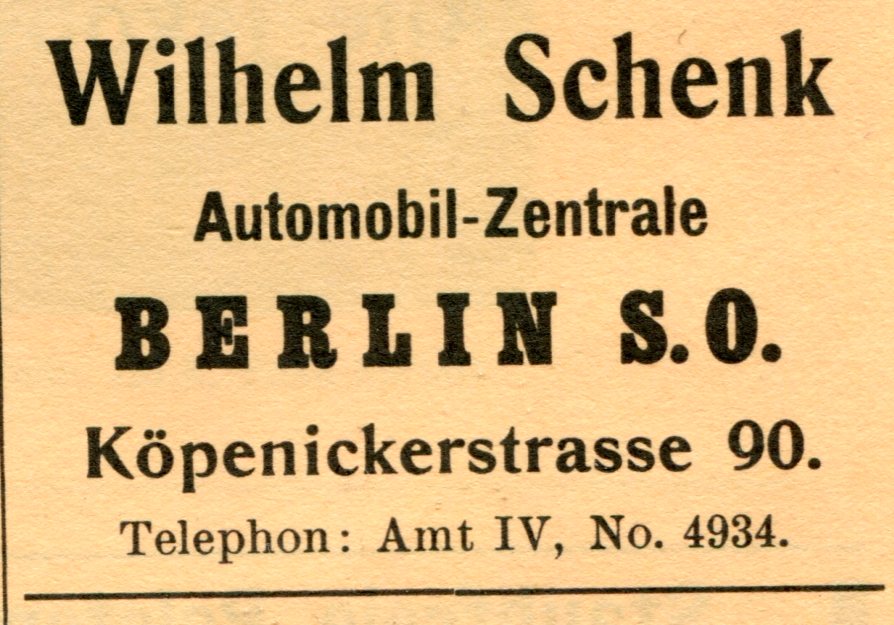 Wilhelm Schenk
Automobil-Zentrale
BERLIN S.O.
Köpenickerstrasse 90.
Telephon: Amt IV, No. 4934.